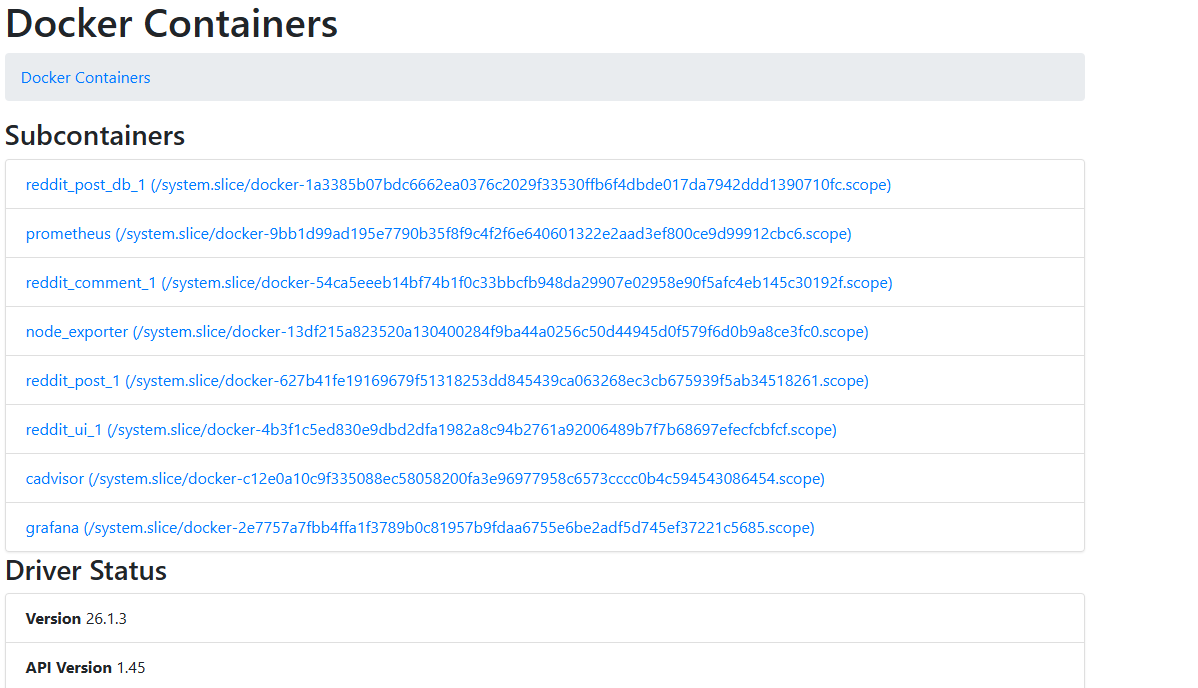 Docker Containers
Docker Containers
Subcontainers
reddit_post_db_1 (/system.slice/docker-1a3385b07bdc6662ea0376c2029f33530ffb6f4dbde017da7942ddd1390710fc.scope)
prometheus (/system.slice/docker-9bb1d99ad195e7790b35f8f9c4f2f6e640601322e2aad3ef800ce9d99912cbc6.scope)
reddit_comment_1 (/system.slice/docker-54ca5eeeb14bf74b1f0c33bbcfb948da29907e02958e90f5afc4eb145c30192f.scope)
node_exporter (/system.slice/docker-13df215a823520a130400284f9ba44a0256c50d44945d0f579f6d0b9a8ce3fc0.scope)
reddit_post_1 (/system.slice/docker-627b41fe19169679f51318253dd845439ca063268ec3cb675939f5ab34518261.scope)
reddit_ui_1 (/system.slice/docker-4b3f1c5ed830e9dbd2dfa1982a8c94b2761a92006489b7f7b68697efecfcbfcf.scope)
cadvisor (/system.slice/docker-c12e0a10c9f335088ec58058200fa3e96977958c6573cccc0b4c594543086454.scope)
grafana (/system.slice/docker-2e7757a7fbb4ffa1f3789b0c81957b9fdaa6755e6be2adf5d745ef37221c5685.scope)
Driver Status
Version 26.1.3
API Version 1.45